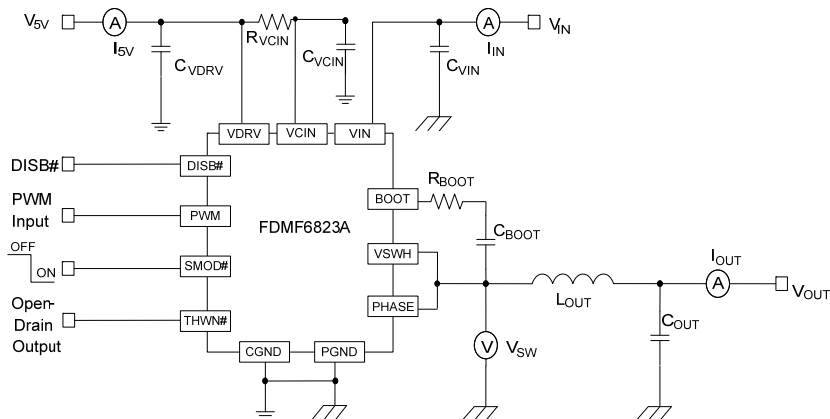 V5V
A
I5V
RVCIN
CVDRV
CVCIN
CVIN
A
IIN
VIN
VDRV
VCIN
VIN
DISB#
DISB#
PWM
Input
PWM
FDMF6823A
BOOT
RBOOT
CBOOT
OFF
ON
SMOD#
VSWH
IOUT
A
VOUT
LOUT
COUT
Open-
Drain
Output
THWN#
PHASE
V
VSW
CGND
PGND